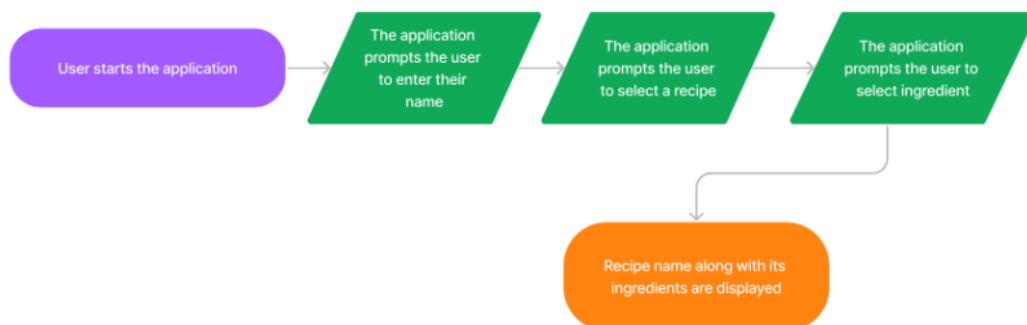 User starts the application
The application
prompts the user
to enter their
name
The application
prompts the user
to select a recipe
The application
prompts the user to
select ingredient
Recipe name along with its
ingredients are displayed